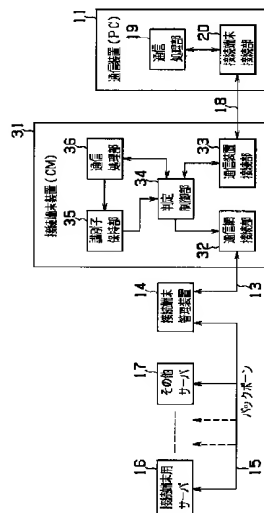 11
通信装置(PC)
19
通信
処理部
20
接続端末
接続部
18
31
接続端末装置(CM)
36
通信
処理部
35
識別子
保持部
34
判定
制御部
33
通信装置
接続部
32
通信網
接続部
13
14
接続端末
管理装置
17
その他
サーバ
16
接続端末用
サーバ
15
バックボーン